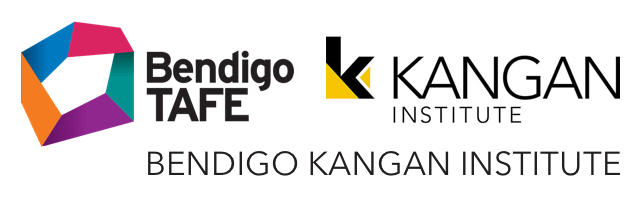 Bendigo
TAFE
KANGAN
INSTITUTE
BENDIGO KANGAN INSTITUTE